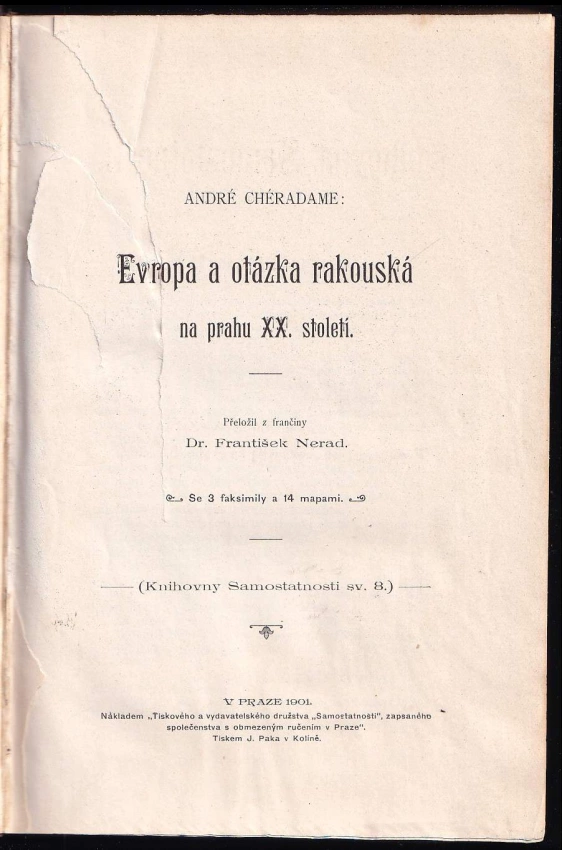 ANDRÉ CHÉRADAME:
Evropa a otázka rakouská
na prahu XX. století.
Přeložil z frančiny
Dr. František Nerad.
Se 3 faksimily a 14 mapami.
(Knihovny Samostatnosti sv. 8.)
V PRAZE 1901.
Nákladem „Tiskového a vydavatelského družstva „Samostatnosti", zapsaného
společenstva s obmezeným ručením v Praze".
Tiskem J. Paka v Kolíně.